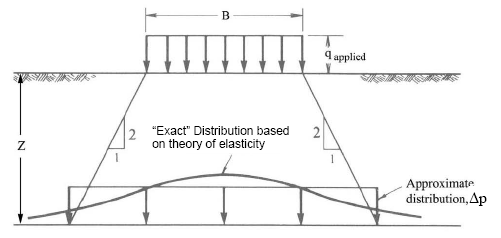 B
q applied
Z
2
1
"Exact" Distribution based
on theory of elasticity
2
1
Approximate
distribution, Δp